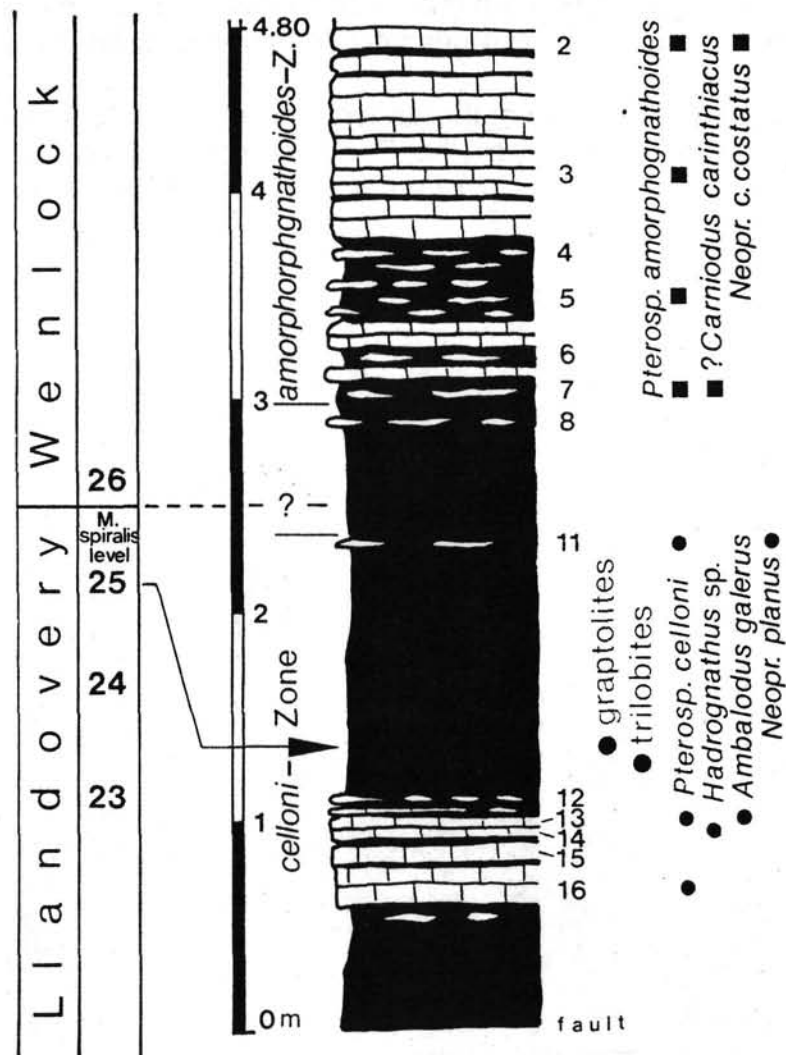 Wenlock
Llandovery
26
M.
spiralis
level
25
24
23
4.80
4
3
2
1
0 m
amorphorphgnathoides–Z.
?
celloni – Zone
2
3
4
5
6
7
8
11
12
13
14
15
16
fault
Pterosp. amorphognathoides
? Carniodus carinthiacus
Neopr. c. costatus
graptolites
trilobites
Pterosp. celloni
Hadrognathus sp.
Ambalodus galerus
Neopr. planus